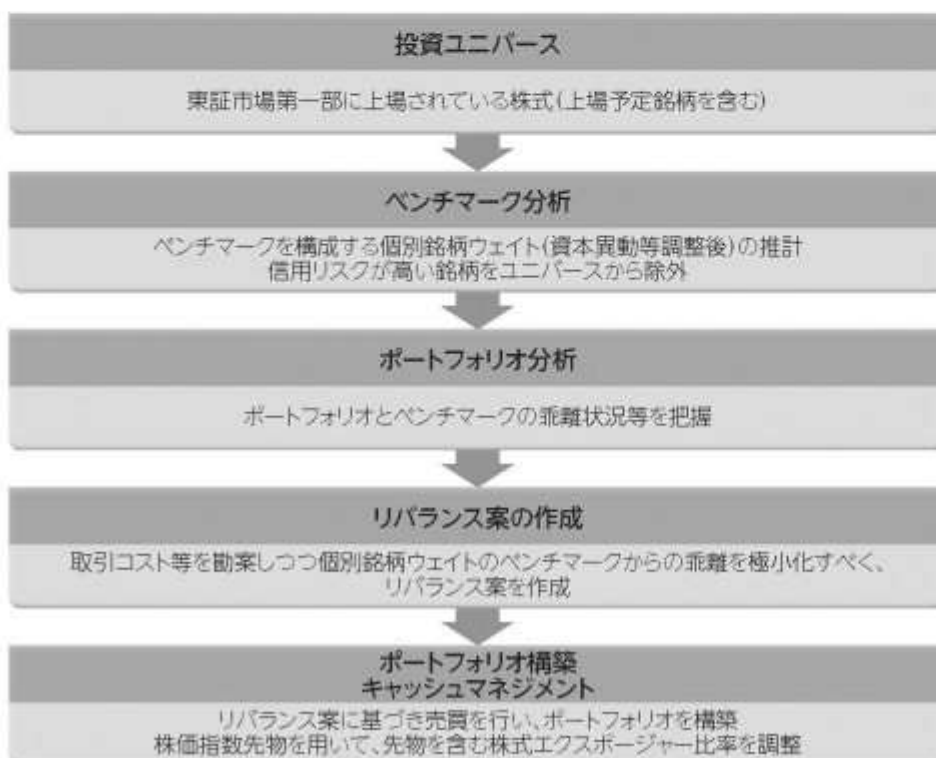 投資ユニバース
東証市場第一部に上場されている株式(上場予定銘柄を含む)
ベンチマーク分析
ベンチマークを構成する個別銘柄ウェイト(資本異動等調整後)の推計
信用リスクが高い銘柄をユニバースから除外
ポートフォリオ分析
ポートフォリオとベンチマークの乖離状況等を把握
リバランス案の作成
取引コスト等を勘案しつつ個別銘柄ウェイトのベンチマークからの乖離を極小化すべく、
リバランス案を作成
ポートフォリオ構築
キャッシュマネジメント
リバランス案に基づき売買を行い、ポートフォリオを構築
株価指数先物を用いて、先物を含む株式エクスポージャー比率を調整